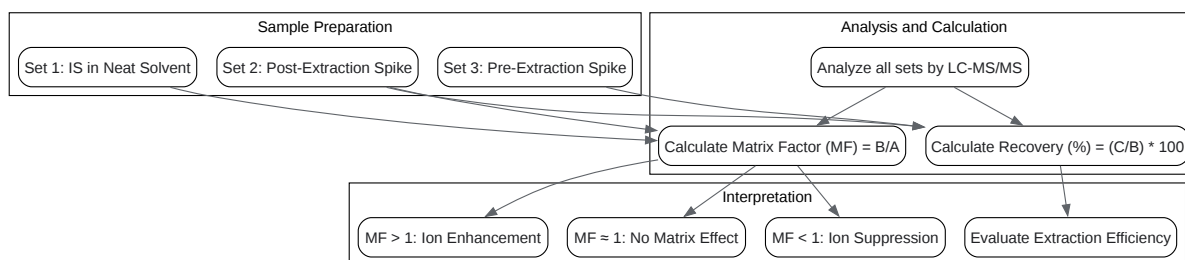 Sample Preparation
Set 1: IS in Neat Solvent
Set 2: Post-Extraction Spike
Set 3: Pre-Extraction Spike
Analysis and Calculation
Analyze all sets by LC-MS/MS
Calculate Matrix Factor (MF) = B/A
Calculate Recovery (%) = (C/B) * 100
Interpretation
MF > 1: Ion Enhancement
MF ≈ 1: No Matrix Effect
MF < 1: Ion Suppression
Evaluate Extraction Efficiency